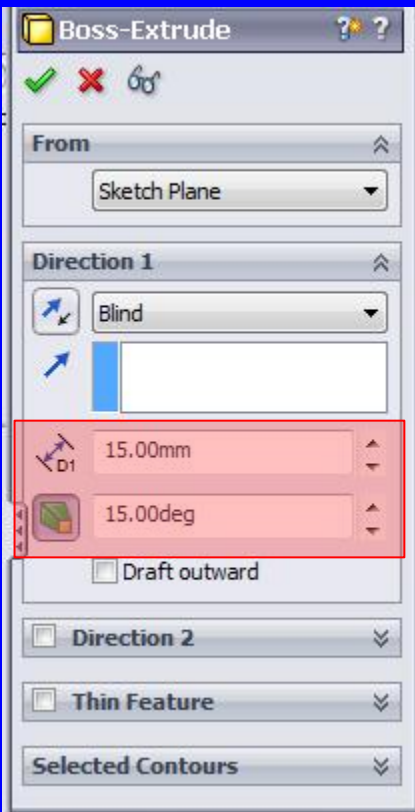 Boss-Extrude ? ?
From
Sketch Plane
Direction 1
Blind
D1 15.00mm
15.00deg
Draft outward
Direction 2
Thin Feature
Selected Contours